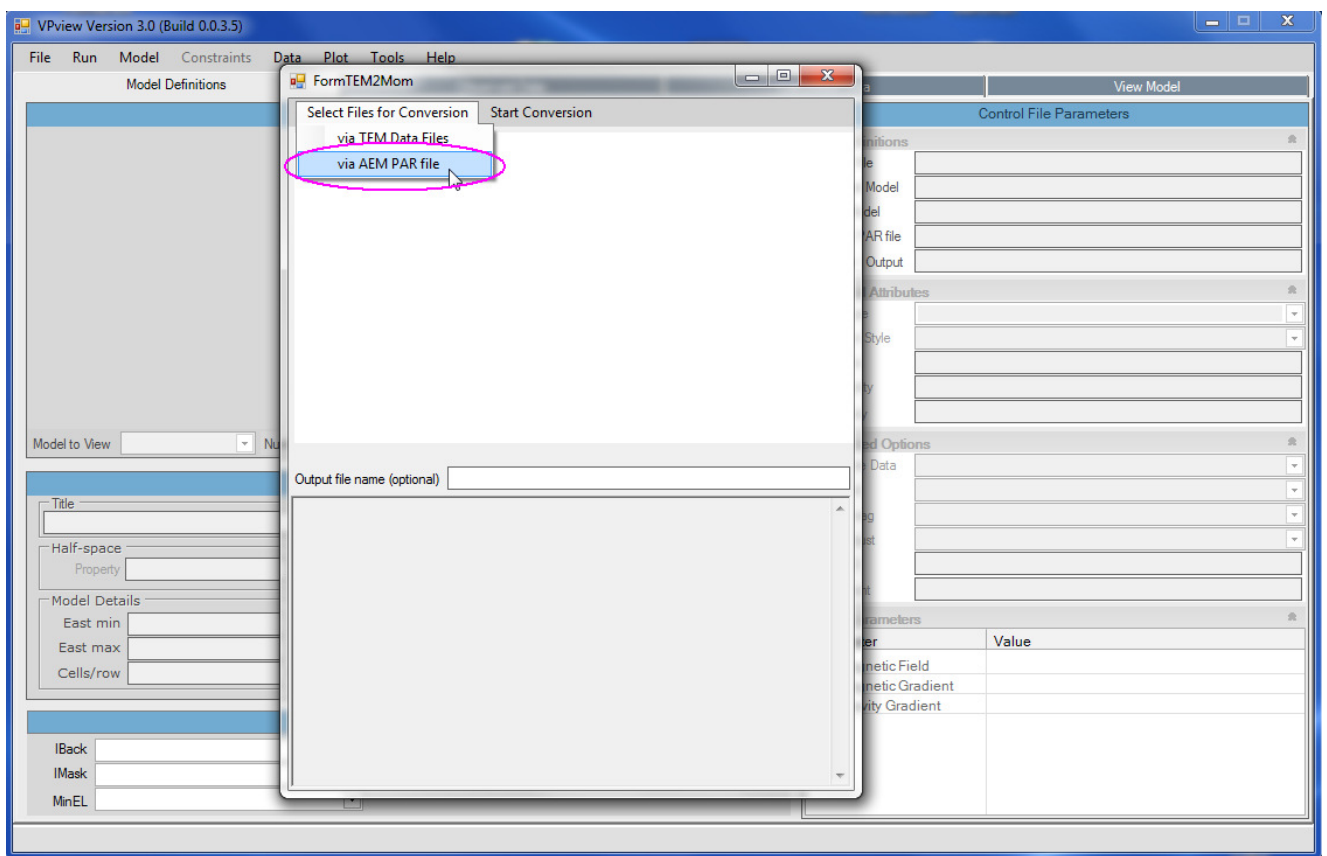 VPview Version 3.0 (Build 0.0.3.5)
File Run Model Constraints Data Plot Tools Help
Model Definitions
View Model
FormTEM2Mom
Select Files for Conversion Start Conversion
via TEM Data Files
via AEM PAR file
Output file name (optional)
Control File Parameters
Model
PAR file
Output
Attributes
Style
Options
Data
Value
Model to View
Title
Half-space
Property
Model Details
East min
East max
Cells/row
IBack
IMask
MinEL
Field
Gradient
Gradient